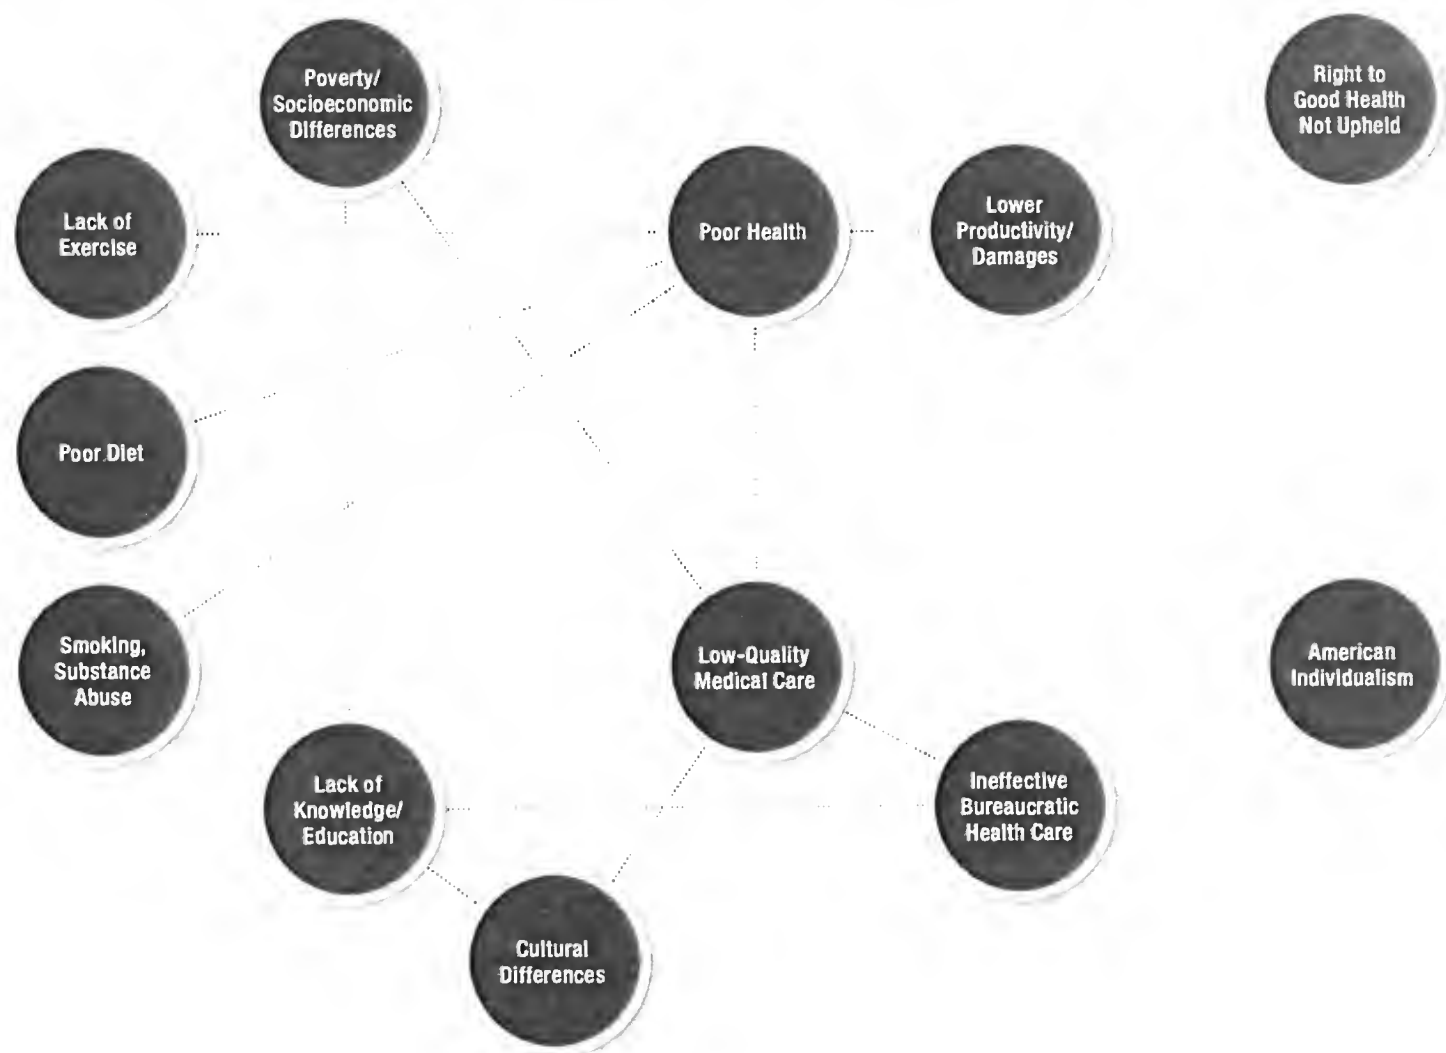 Poverty/
Socioeconomic
Differences
Right to
Good Health
Not Upheld
Lack of
Exercise
Poor Health
Lower
Productivity/
Damages
Poor Diet
Smoking,
Substance
Abuse
Low-Quality
Medical Care
American
Individualism
Lack of
Knowledge/
Education
Ineffective
Bureaucratic
Health Care
Cultural
Differences